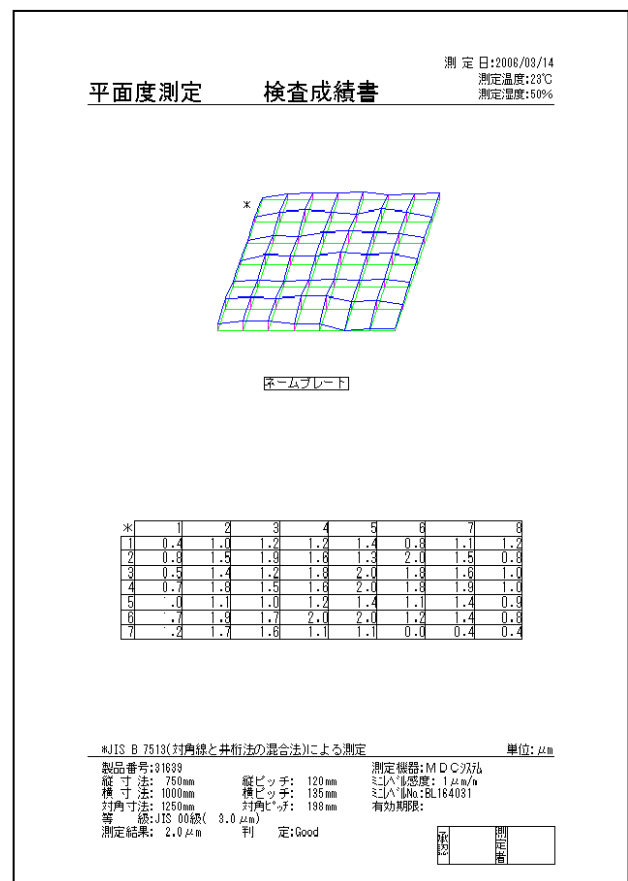 測 定 日:2006/03/14
測定温度:23℃
測定湿度:50%
平面度測定 検査成績書
*
ネームプレート
* 1 2 3 4 5 6 7 8
1 0.4 1.0 1.2 1.2 1.4 0.8 1.1 1.2
2 0.8 1.5 1.9 1.6 1.3 2.0 1.5 0.8
3 0.5 1.4 1.2 1.8 2.0 1.8 1.6 1.0
4 0.7 1.8 1.5 1.6 2.0 1.8 1.9 1.0
5 .0 1.1 1.0 1.2 1.4 1.1 1.4 0.9
6 .7 1.9 1.7 2.0 2.0 1.2 1.4 0.8
7 .2 1.7 1.6 1.1 1.1 0.0 0.4 0.4
*JIS B 7513(対角線と井桁法の混合法)による測定 単位:μm
製品番号:31639 測定機器:MDCシステム
縦 寸 法: 750mm 縦ピッチ: 120mm ミニレベル感度: 1μm/m
横 寸 法: 1000mm 横ピッチ: 135mm ミニレベルNo.:BL164031
対角寸法: 1250mm 対角ピッチ: 198mm 有効期限:
等 級:JIS 00級( 3.0μm)
測定結果: 2.0μm 判 定:Good
承認 測定者